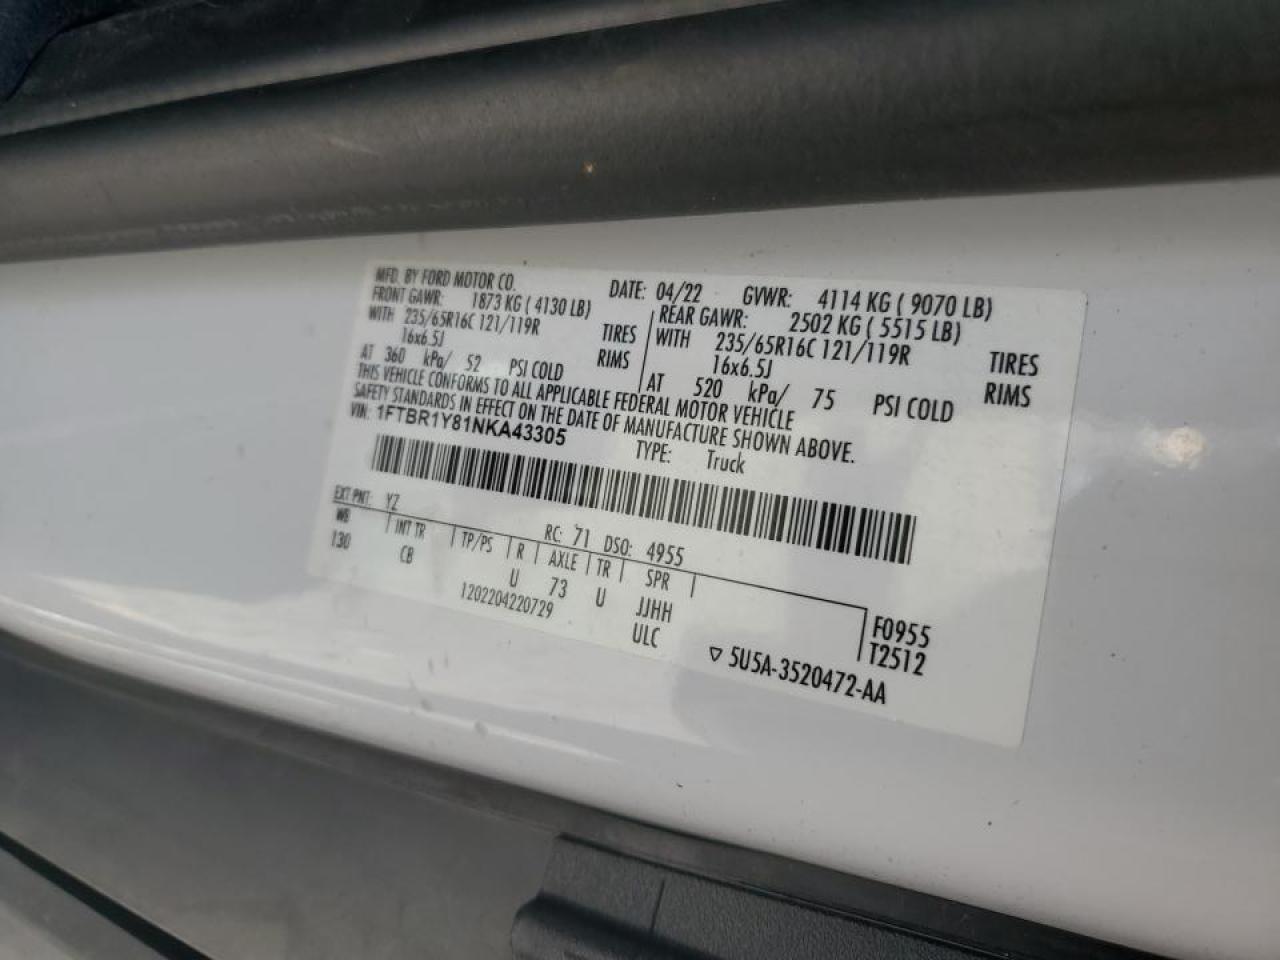 MFD. BY FORD MOTOR CO. DATE: 04/22 GVWR: 4114 KG ( 9070 LB)
FRONT GAWR: 1873 KG ( 4130 LB) REAR GAWR: 2502 KG ( 5515 LB)
WITH 235/65R16C 121/119R TIRES WITH 235/65R16C 121/119R TIRES
16x6.5J RIMS 16x6.5J RIMS
AT 360 kPa/ 52 PSI COLD AT 520 kPa/ 75 PSI COLD
THIS VEHICLE CONFORMS TO ALL APPLICABLE FEDERAL MOTOR VEHICLE
SAFETY STANDARDS IN EFFECT ON THE DATE OF MANUFACTURE SHOWN ABOVE.
VIN: 1FTBR1Y81NKA43305 TYPE: Truck
EXT PNT: YZ RC: 71 DSO: 4955
WB INT TR TP/PS R AXLE TR SPR
130 CB U 73 U JJHH F0955
1202204220729 ULC T2512
▽ 5U5A-3520472-AA